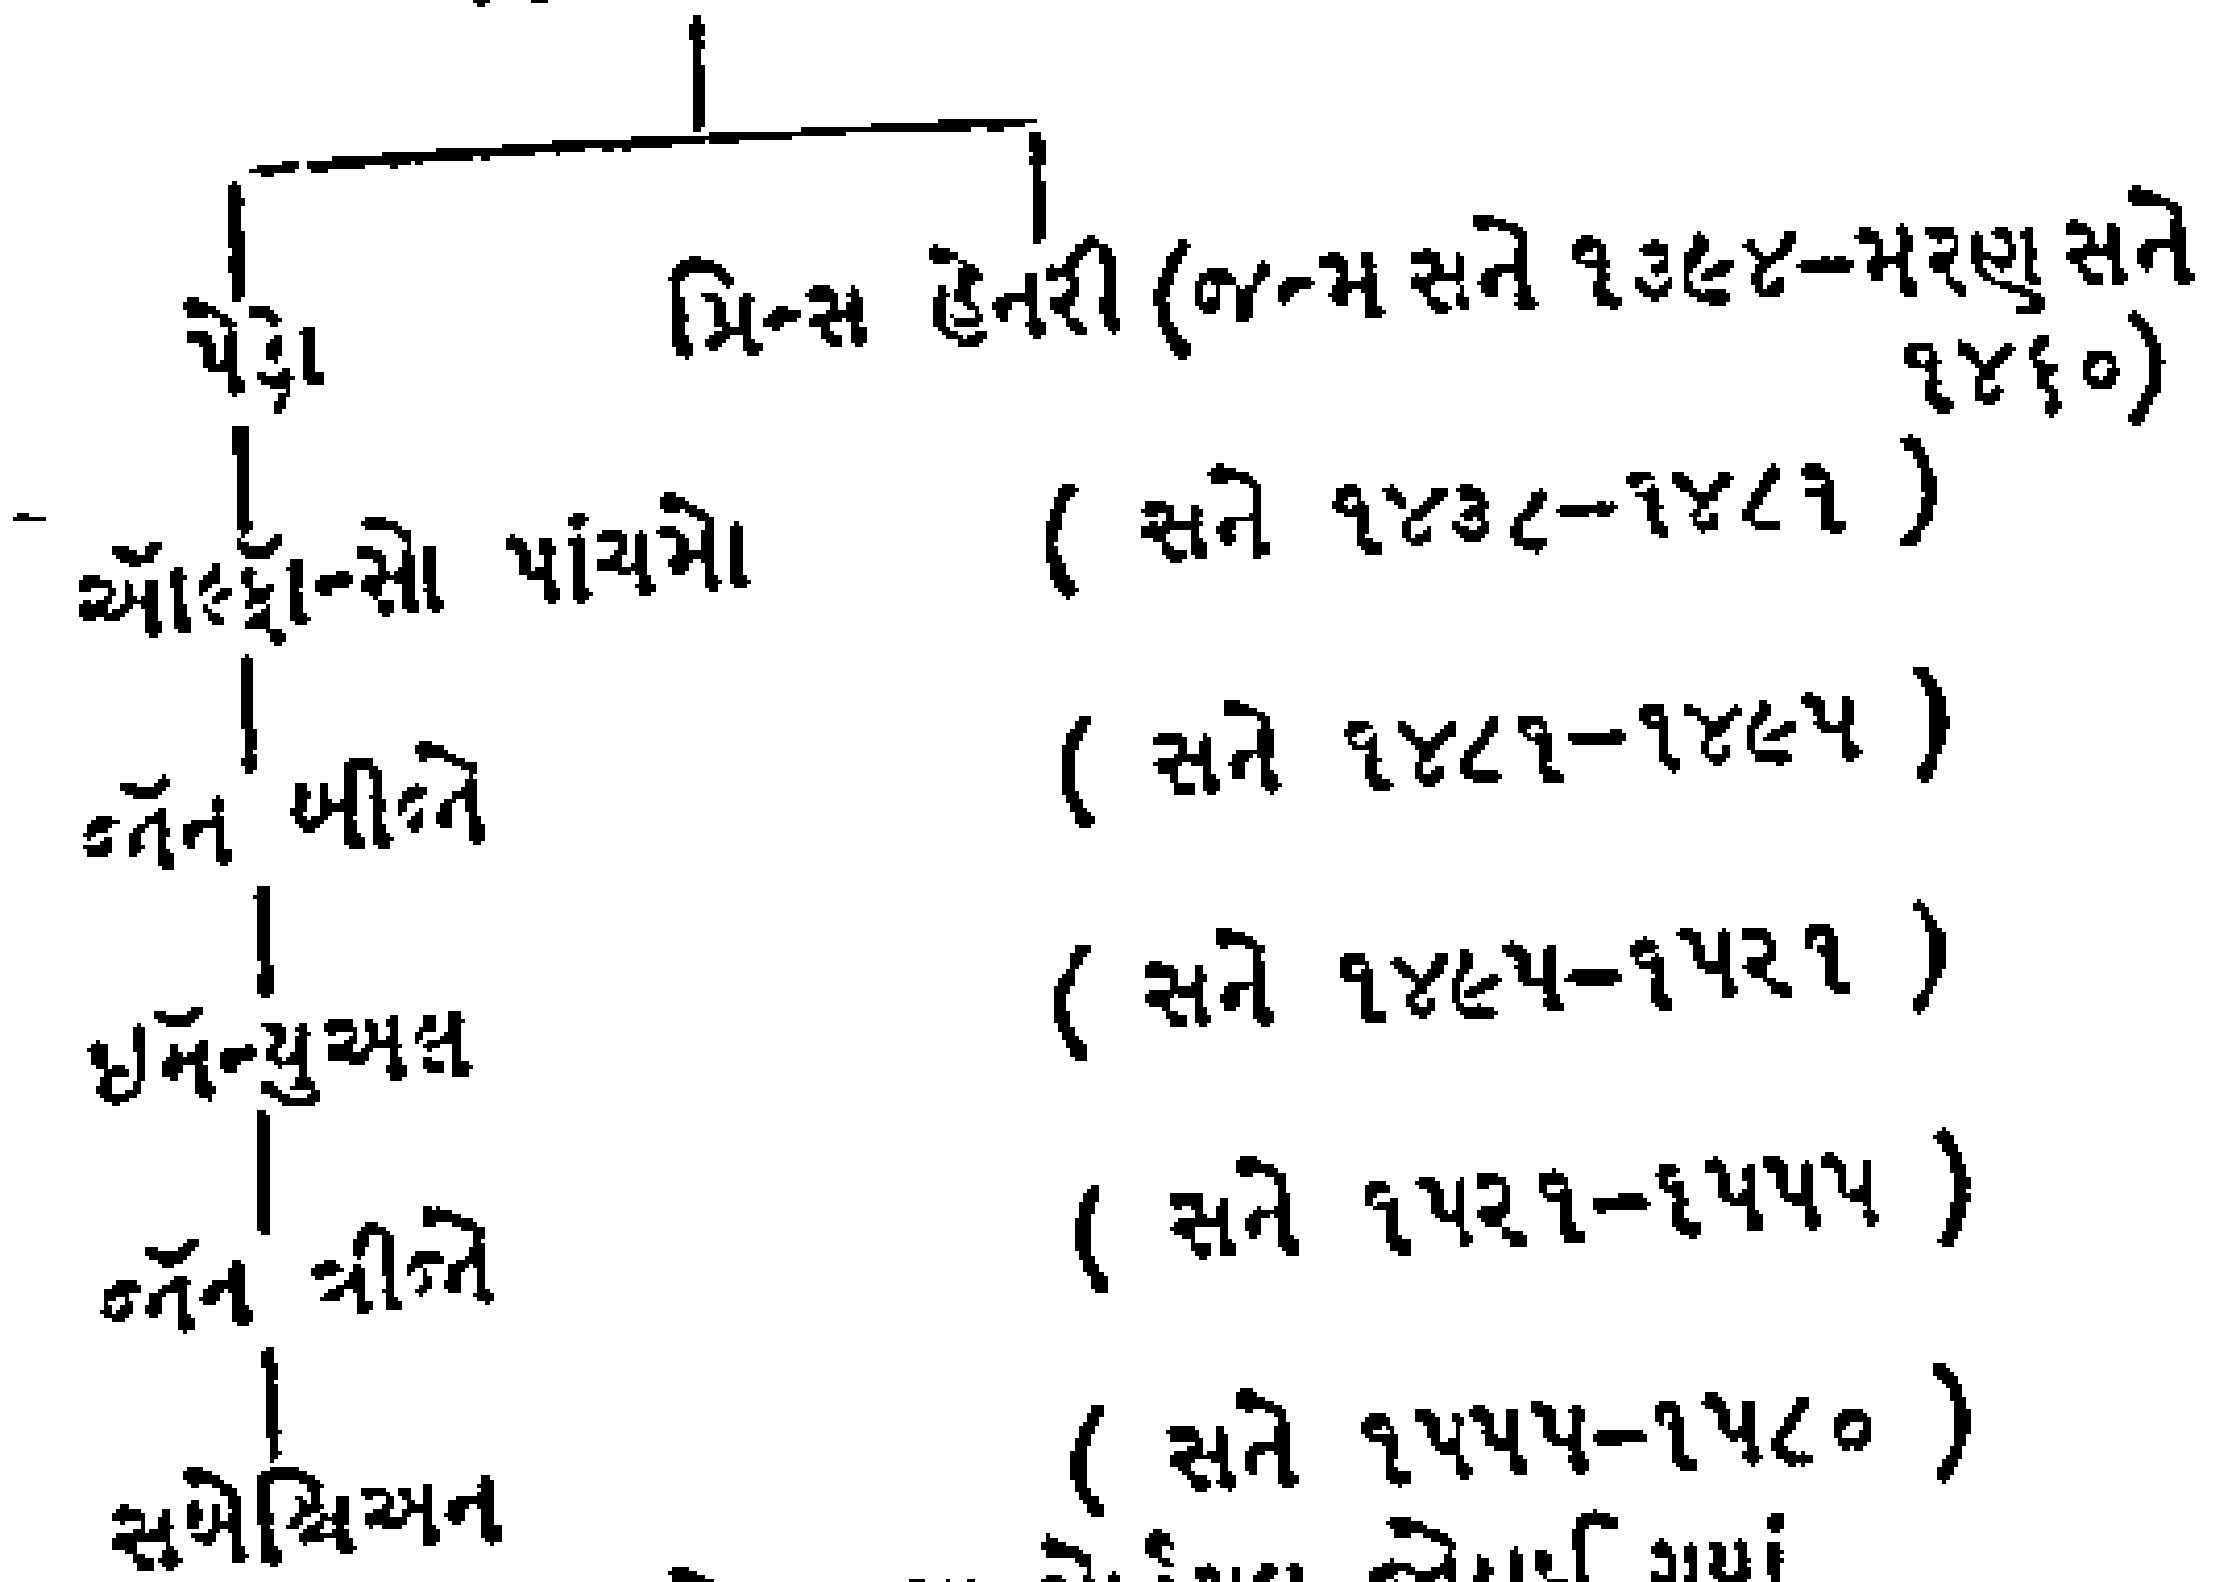 પેડ્રો
પ્રિન્સ હેનરી (જન્મ સને ૧૩૯૪–મરણ સને
૧૪૬૦)
ઑલ્ફૉન્સો પાંચમો ( સને ૧૪૩૮–૧૪૮૧ )
જૉન બીજો ( સને ૧૪૮૧–૧૪૯૫ )
ઇમૅન્યુઅલ ( સને ૧૪૯૫–૧૫૨૧ )
જૉન ત્રીજો ( સને ૧૫૨૧–૧૫૫૫ )
સબેસ્ચિઅન ( સને ૧૫૫૫–૧૫૮૦ )